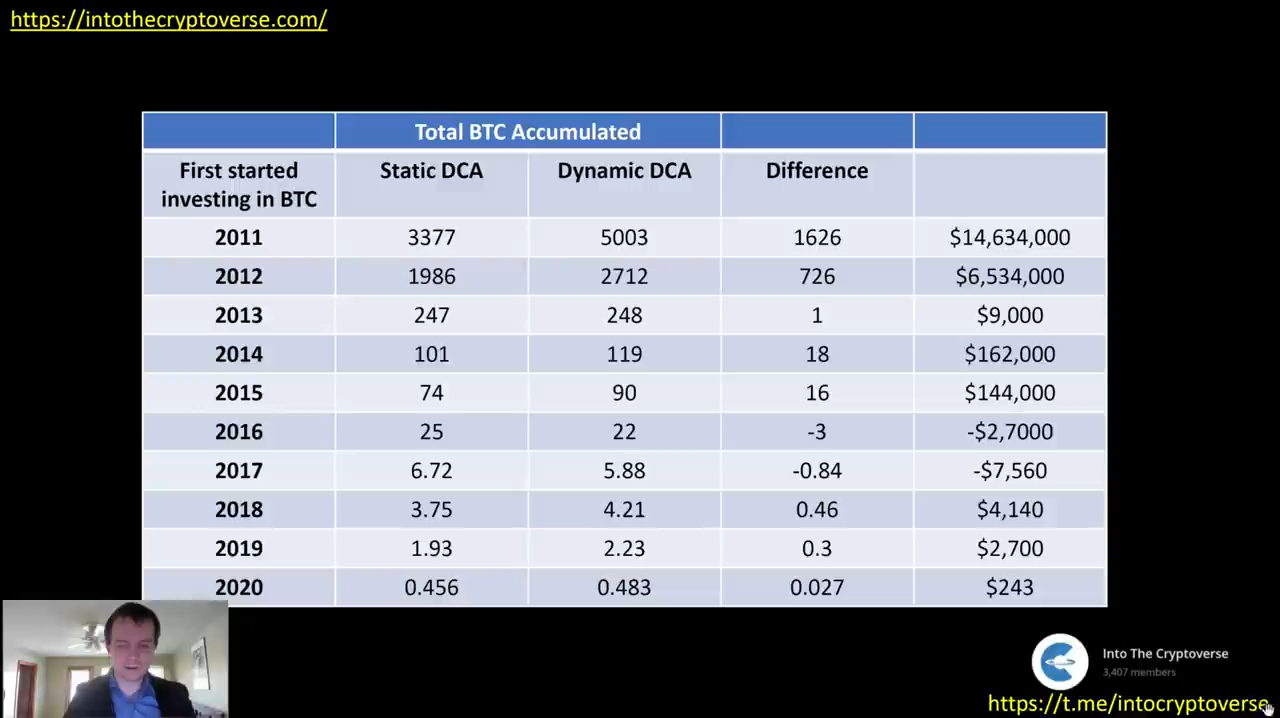 https://intothecryptoverse.com/
Total BTC Accumulated
First started investing in BTC Static DCA Dynamic DCA Difference
2011 3377 5003 1626 $14,634,000
2012 1986 2712 726 $6,534,000
2013 247 248 1 $9,000
2014 101 119 18 $162,000
2015 74 90 16 $144,000
2016 25 22 -3 -$2,7000
2017 6.72 5.88 -0.84 -$7,560
2018 3.75 4.21 0.46 $4,140
2019 1.93 2.23 0.3 $2,700
2020 0.456 0.483 0.027 $243
Into The Cryptoverse
3,407 members
https://t.me/intocryptoverse